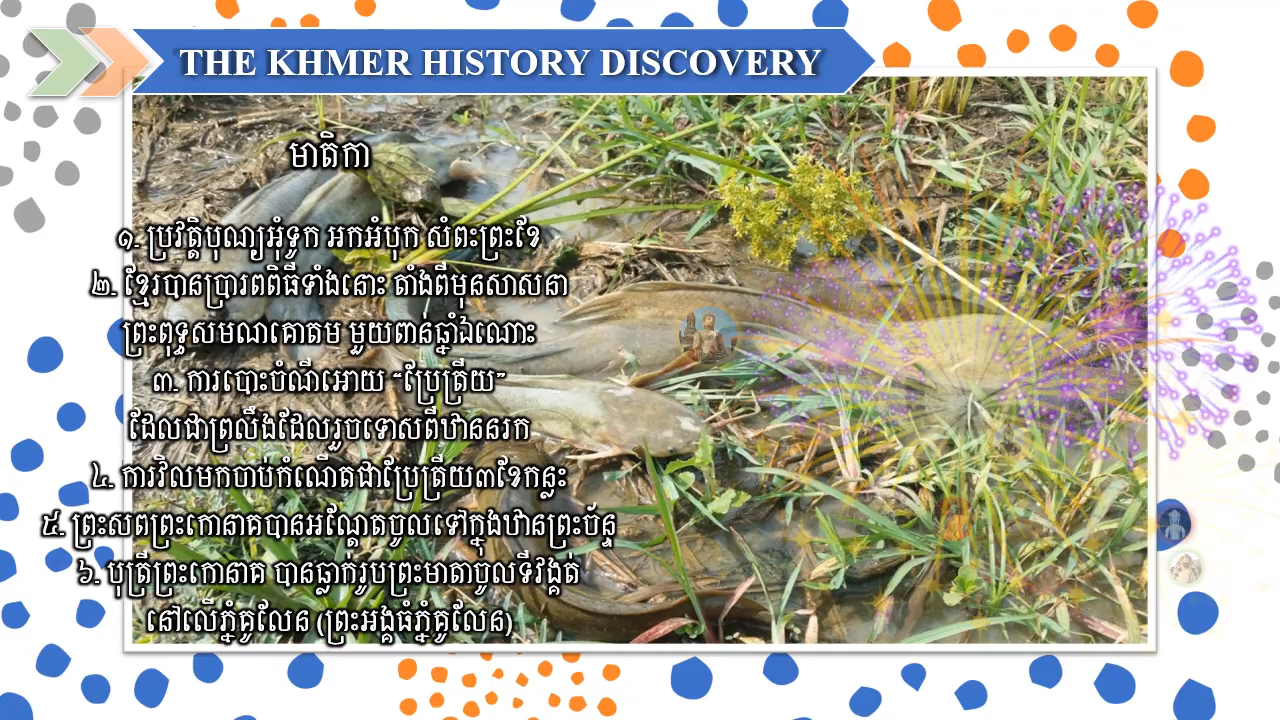 THE KHMER HISTORY DISCOVERY
មាតិកា
១. ប្រវត្តិបុណ្យអុំទូក អកអំបុក សំពះព្រះខែ
២. ខ្មែរបានប្រារពពិធីទាំងនោះ តាំងពីមុនសាសនា
ព្រះពុទ្ធសមណគោតម មួយពាន់ឆ្នាំឯណោះ
៣. ការបោះបំណីអោយ “ប្រែត្រីយ”
ដែលជាព្រលឹងដែលរួចទោសពីឋាននរក
៤. ការវិលមកចាប់កំណើតជាប្រែត្រីយ៣ខែកន្លះ
៥. ព្រះសពព្រះកោនាគបានអណ្តែតចូលទៅក្នុងឋានព្រះច័ន្ទ
៦. បុត្រីព្រះកោនាគ បានឆ្លាក់រូបព្រះមាតាចូលទីវង្គត់
នៅលើភ្នំគូលែន (ព្រះអង្គធំភ្នំគូលែន)